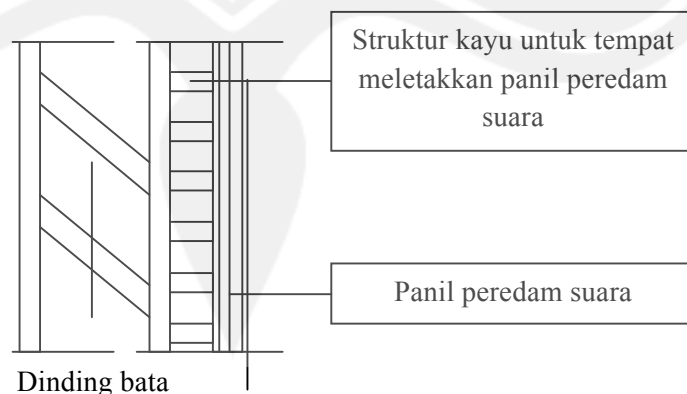 Struktur kayu untuk tempat
meletakkan panil peredam
suara
Panil peredam suara
Dinding bata